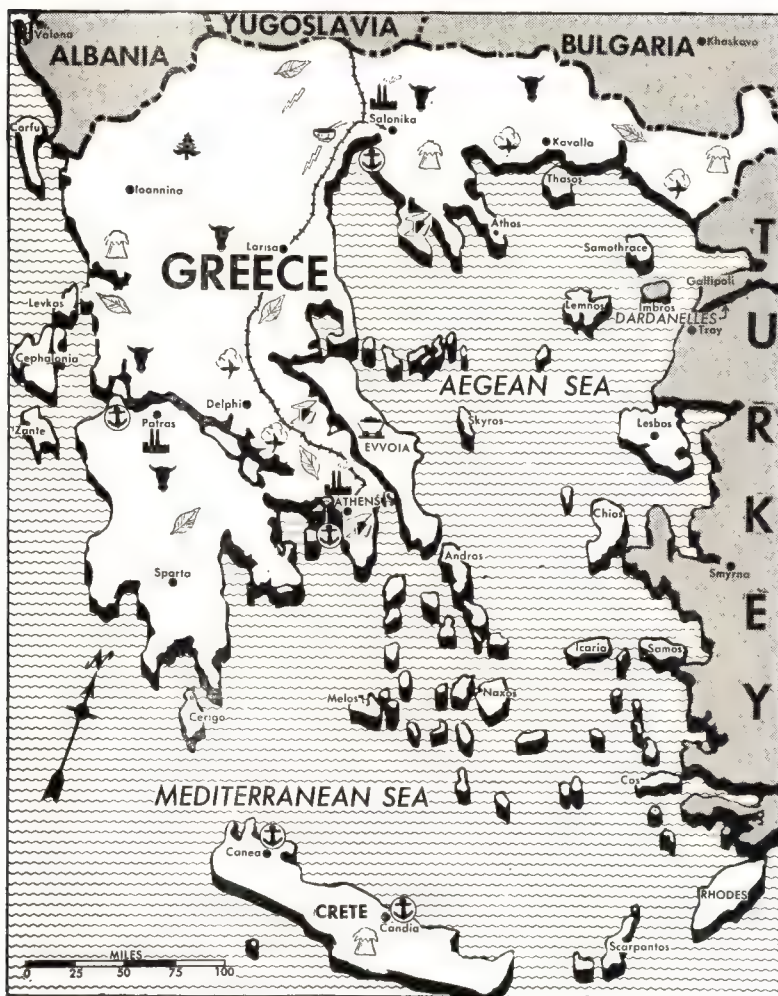 YUGOSLAVIA
Valona
ALBANIA
BULGARIA
Khaskovo
Corfu
Salonika
Kavalla
Ioannina
Thasos
Athos
Larisa
Samothrace
GREECE
Gallipoli
Levkas
Lemnos
Imbros
DARDANELLES
Troy
TURKEY
Cephalonia
AEGEAN SEA
Delphi
Patras
Zante
Skyros
Lesbos
EVVOIA
ATHENS
Chios
Andros
Smyrna
Sparta
N
Icaria
Samos
Melos
Naxos
Cerigo
Cos
MEDITERRANEAN SEA
Canea
RHODES
CRETE
Candia
Scarpantos
MILES
0 25 50 75 100